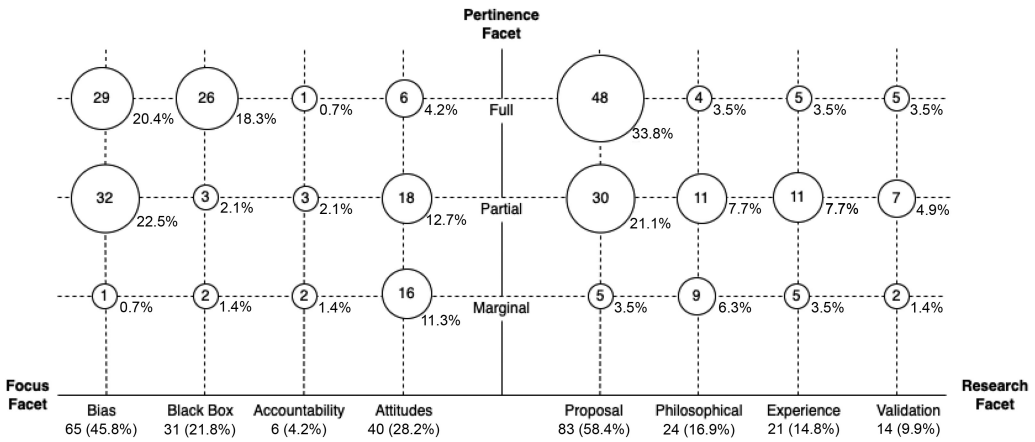 Pertinence
Facet
29 26 1 6 48 4 5 5
20.4% 18.3% 0.7% 4.2% Full 33.8% 3.5% 3.5% 3.5%
32 3 3 18 30 11 11 7
22.5% 2.1% 2.1% 12.7% Partial 21.1% 7.7% 7.7% 4.9%
1 2 2 16 5 9 5 2
0.7% 1.4% 1.4% 11.3% Marginal 3.5% 6.3% 3.5% 1.4%
Focus
Facet
Research
Facet
Bias Black Box Accountability Attitudes Proposal Philosophical Experience Validation
65 (45.8%) 31 (21.8%) 6 (4.2%) 40 (28.2%) 83 (58.4%) 24 (16.9%) 21 (14.8%) 14 (9.9%)